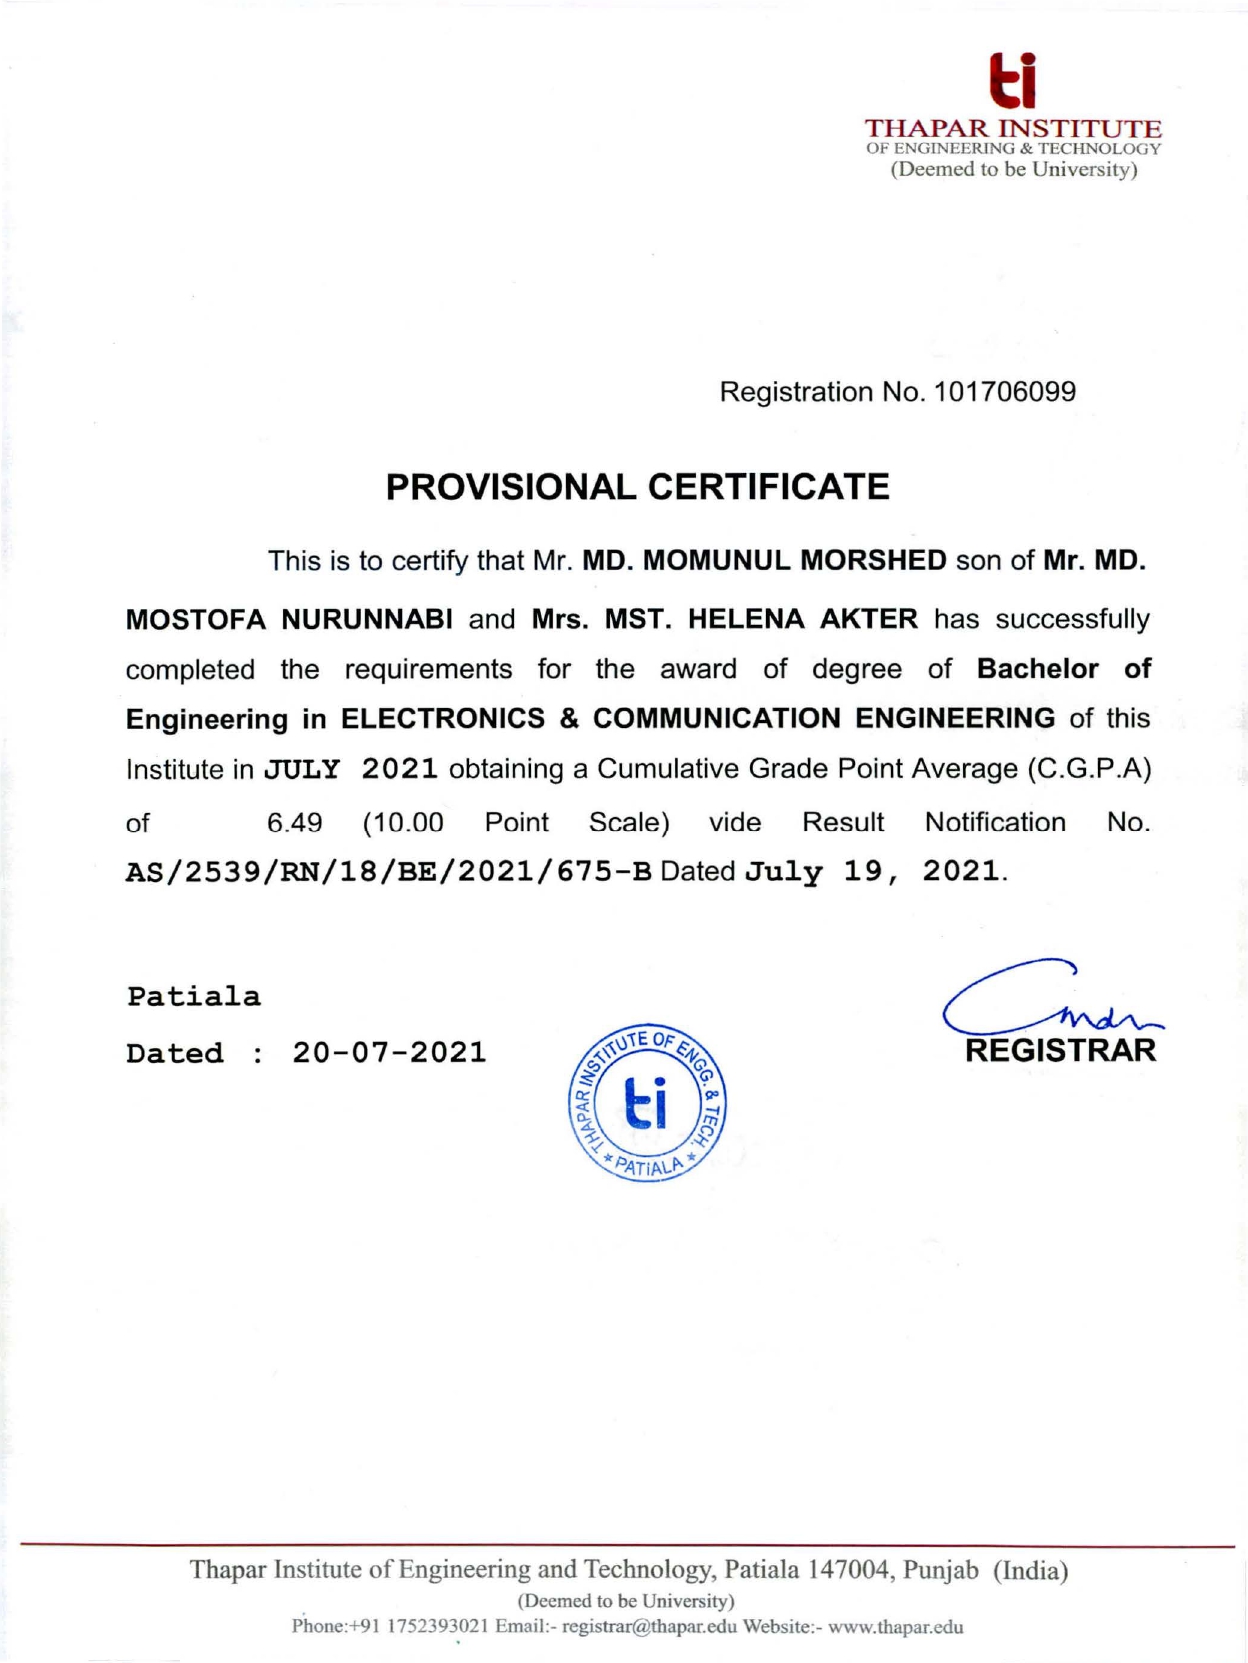 ti
THAPAR INSTITUTE
OF ENGINEERING & TECHNOLOGY
(Deemed to be University)
Registration No. 101706099
PROVISIONAL CERTIFICATE
This is to certify that Mr. MD. MOMUNUL MORSHED son of Mr. MD.
MOSTOFA NURUNNABI and Mrs. MST. HELENA AKTER has successfully
completed the requirements for the award of degree of Bachelor of
Engineering in ELECTRONICS & COMMUNICATION ENGINEERING of this
Institute in JULY 2021 obtaining a Cumulative Grade Point Average (C.G.P.A)
of 6.49 (10.00 Point Scale) vide Result Notification No.
AS/2539/RN/18/BE/2021/675-B Dated July 19, 2021.
Patiala
Dated : 20-07-2021
REGISTRAR
THAPAR INSTITUTE OF ENGG. & TECH.
ti
* PATIALA *
Thapar Institute of Engineering and Technology, Patiala 147004, Punjab (India)
(Deemed to be University)
Phone:+91 1752393021 Email:- registrar@thapar.edu Website:- www.thapar.edu